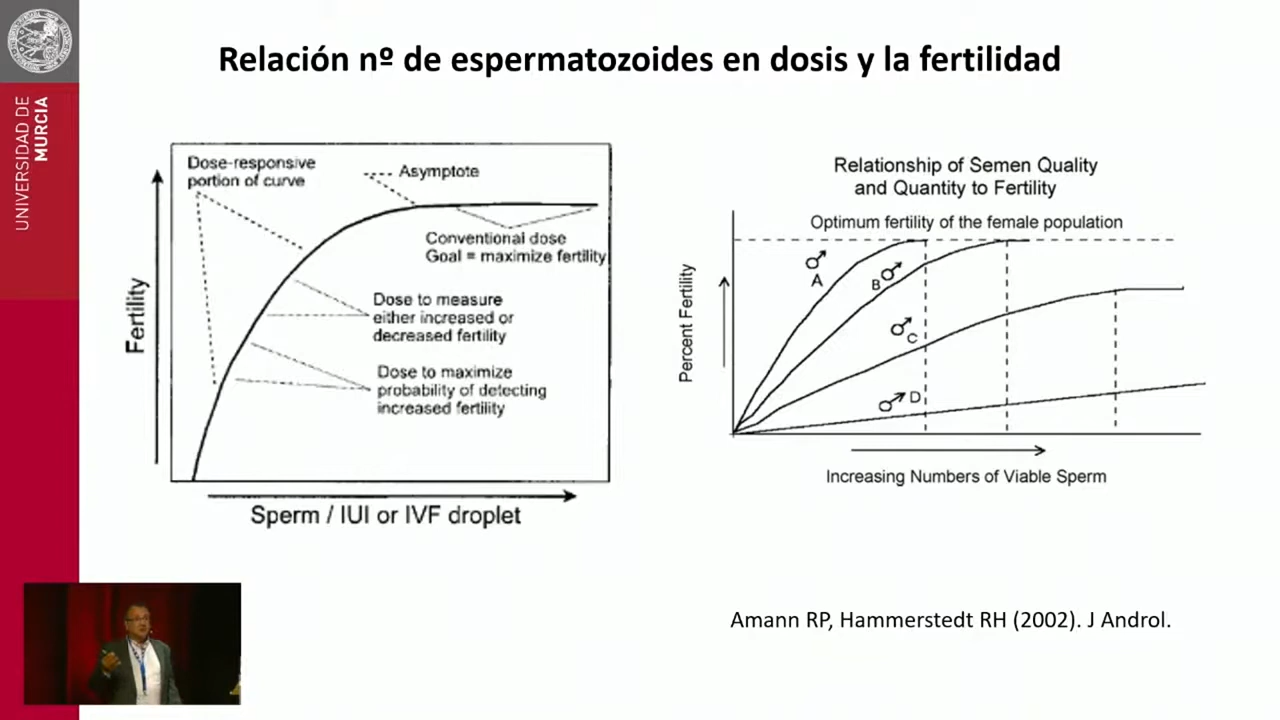 Relación nº de espermatozoides en dosis y la fertilidad
UNIVERSIDAD DE
MURCIA
Dose-responsive
portion of curve
Asymptote
Conventional dose
Goal = maximize fertility
Dose to measure
either increased or
decreased fertility
Dose to maximize
probability of detecting
increased fertility
Fertility
Sperm / IUI or IVF droplet
Relationship of Semen Quality
and Quantity to Fertility
Optimum fertility of the female population
♂ A
♂ B
♂ C
♂ D
Percent Fertility
Increasing Numbers of Viable Sperm
Amann RP, Hammerstedt RH (2002). J Androl.